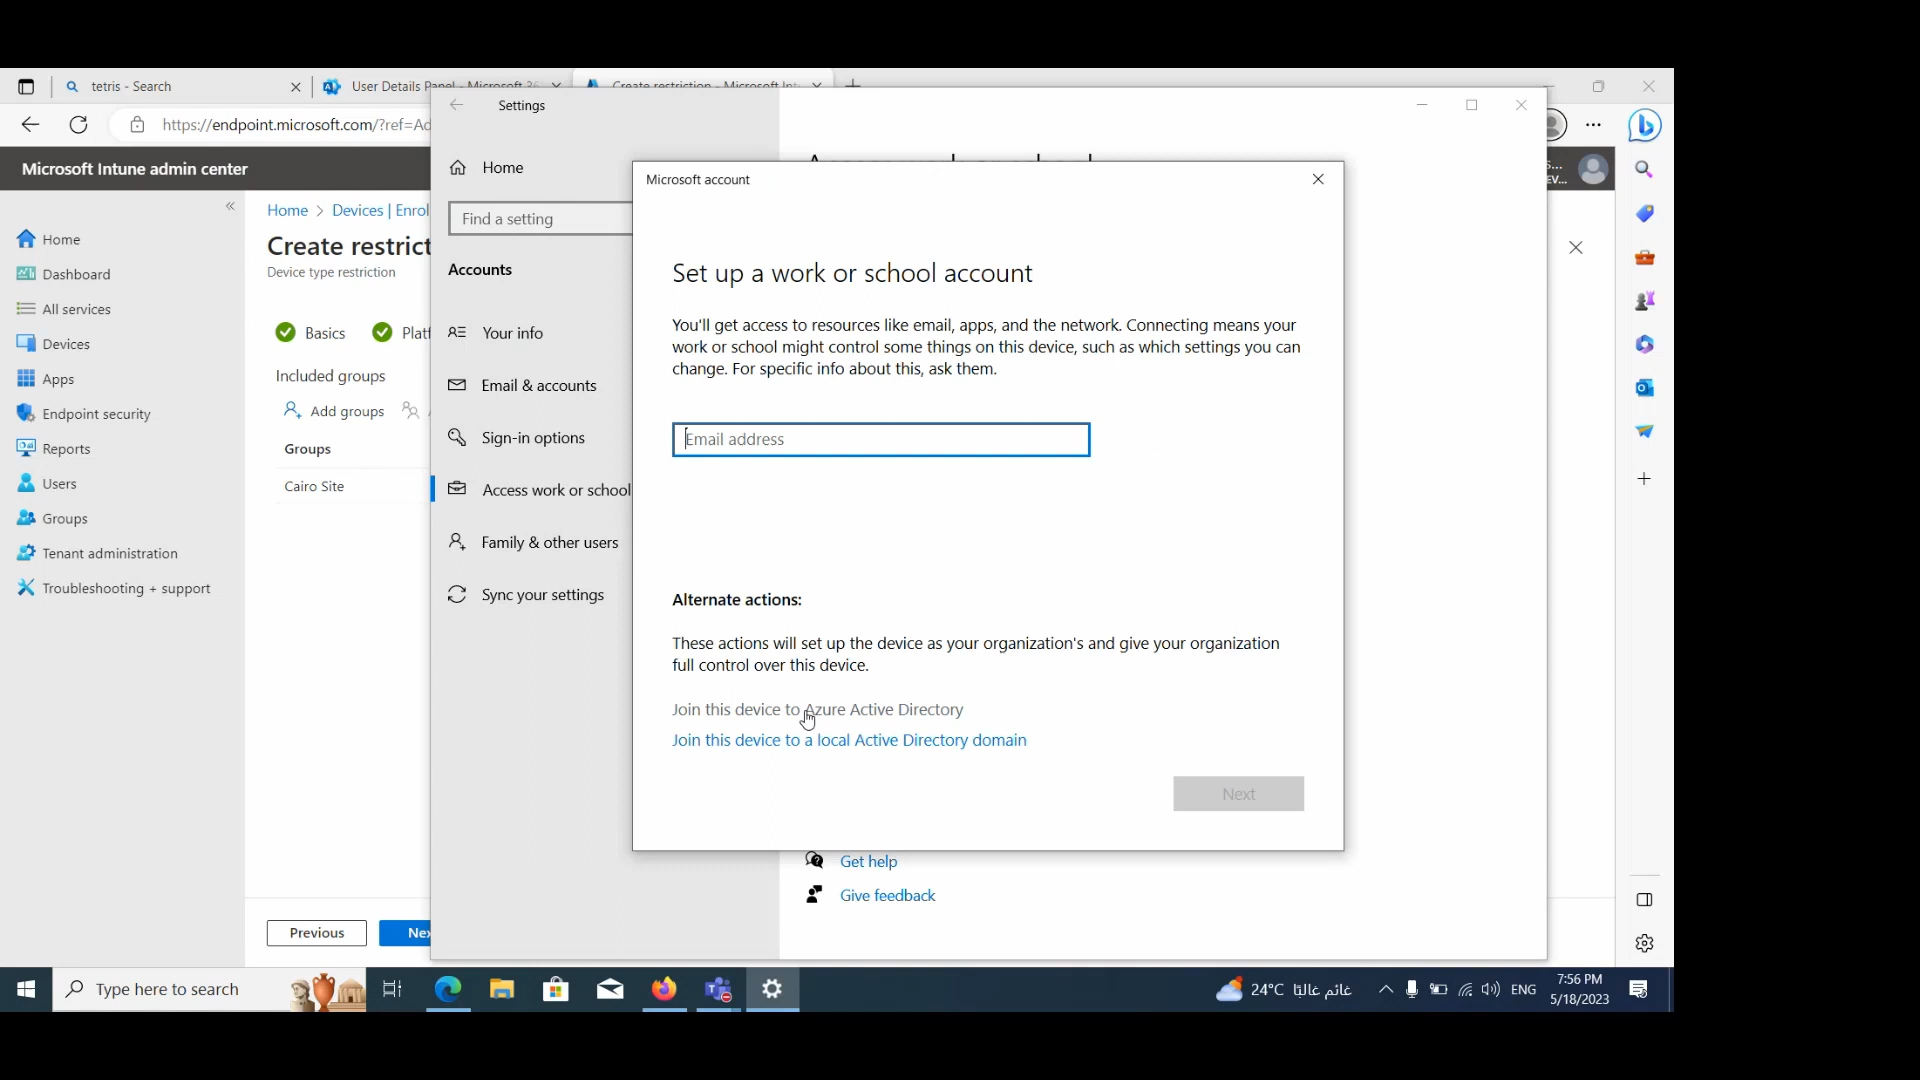 tetris - Search
User Details Panel - Microsoft 36
Create restriction - Microsoft Int
https://endpoint.microsoft.com/?ref=Ad
Microsoft Intune admin center
Home
Dashboard
All services
Devices
Apps
Endpoint security
Reports
Users
Groups
Tenant administration
Troubleshooting + support
Home > Devices | Enrol
Create restrict
Device type restriction
Basics
Platf
Included groups
Add groups
Groups
Cairo Site
Previous
Nex
Settings
Home
Find a setting
Accounts
Your info
Email & accounts
Sign-in options
Access work or school
Family & other users
Sync your settings
Microsoft account
Set up a work or school account
You'll get access to resources like email, apps, and the network. Connecting means your
work or school might control some things on this device, such as which settings you can
change. For specific info about this, ask them.
Email address
Alternate actions:
These actions will set up the device as your organization's and give your organization
full control over this device.
Join this device to Azure Active Directory
Join this device to a local Active Directory domain
Next
Get help
Give feedback
Type here to search
24°C غائم غالبًا
ENG
7:56 PM
5/18/2023